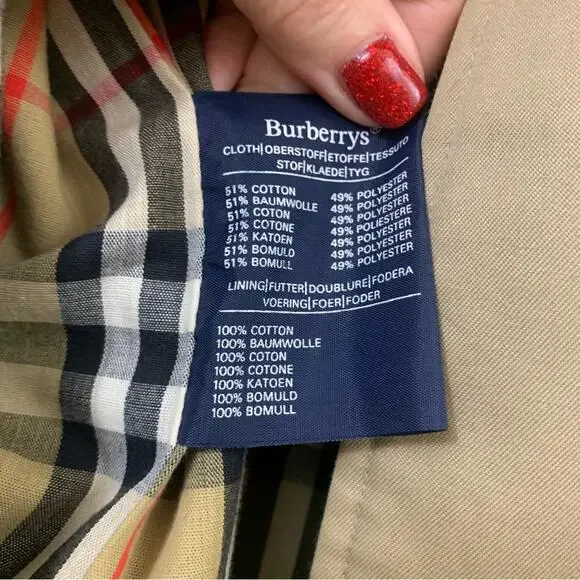 Burberrys®
CLOTH|OBERSTOFF|ETOFFE|TESSUTO
STOF|KLAEDE|TYG
51% COTTON 49% POLYESTER
51% BAUMWOLLE 49% POLYESTER
51% COTON 49% POLYESTER
51% COTONE 49% POLIESTERE
51% KATOEN 49% POLYESTER
51% BOMULD 49% POLYESTER
51% BOMULL 49% POLYESTER
LINING|FUTTER|DOUBLURE|FODERA
VOERING|FOER|FODER
100% COTTON
100% BAUMWOLLE
100% COTON
100% COTONE
100% KATOEN
100% BOMULD
100% BOMULL